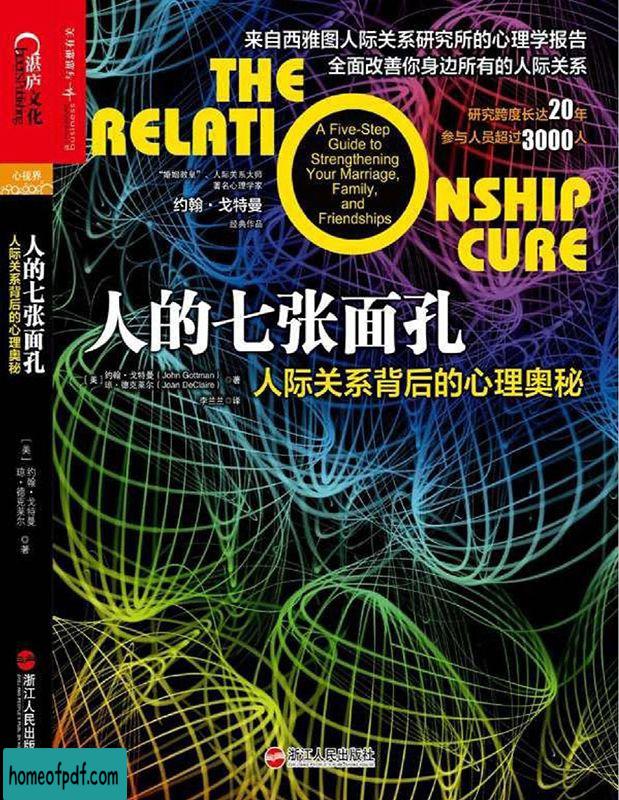 湛庐文化
CheersPublishing
business
心视界
人的七张面孔
人际关系背后的心理奥秘
［美］
约翰·戈特曼
琼·德克莱尔
◎著
浙江人民出版
homeofpdf.com
来自西雅图人际关系研究所的心理学报告
全面改善你身边所有的人际关系
THE
RELATI
O
NSHIP
CURE
A Five-Step
Guide to
Strengthening
Your Marriage,
Family,
and
Friendships
研究跨度长达20年
参与人员超过3000人
“婚姻教皇”、人际关系大师
著名心理学家
约翰·戈特曼
经典作品
人的七张面孔
人际关系背后的心理奥秘
［美］约翰·戈特曼（John Gottman）
琼·德克莱尔（Joan DeClaire）
著
李兰兰◎译
浙江人民出版社